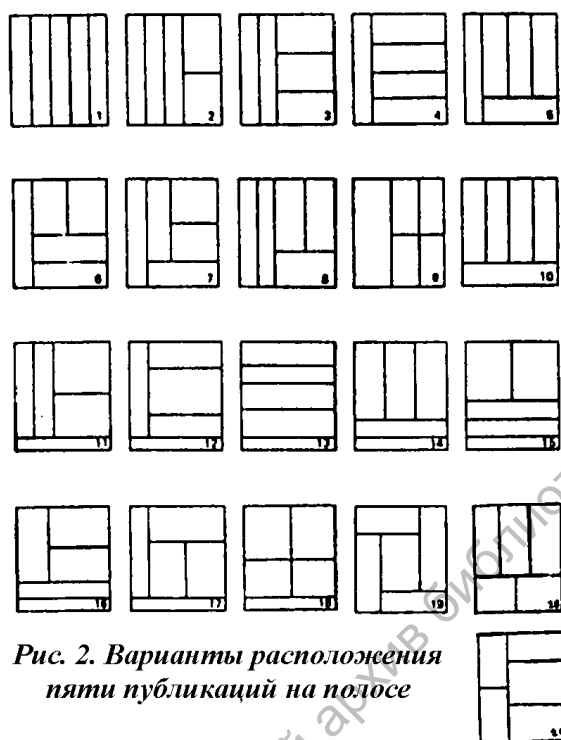 1 2 3 4 5
6 7 8 9 10
11 12 13 14 15
16 17 18 19 20
Рис. 2. Варианты расположения
пяти публикаций на полосе
архив